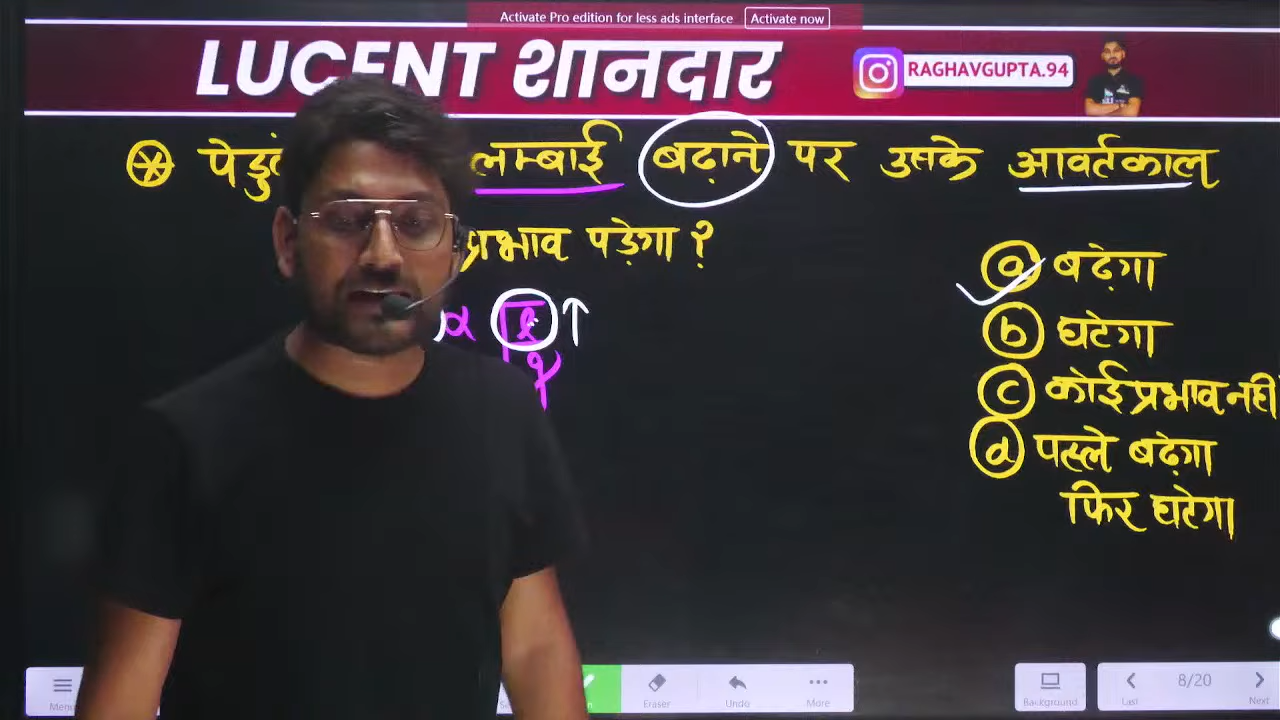 Activate Pro edition for less ads interface Activate now
LUCENT शानदार
RAGHAVGUPTA.94
लम्बाई बढ़ाने पर उसके आवर्तकाल
प्रभाव पड़ेगा ?
∝ √l ↑
g
a बढ़ेगा
b घटेगा
c कोई प्रभाव नही
d पहले बढ़ेगा
फिर घटेगा
Menu Eraser Undo More Background Last 8/20 Next